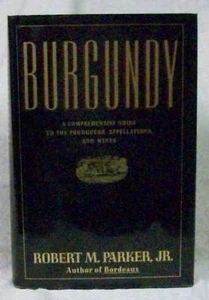 BURGUNDY
A COMPREHENSIVE GUIDE
TO THE PRODUCERS, APPELLATIONS,
AND WINES
ROBERT M. PARKER, JR.
Author of Bordeaux